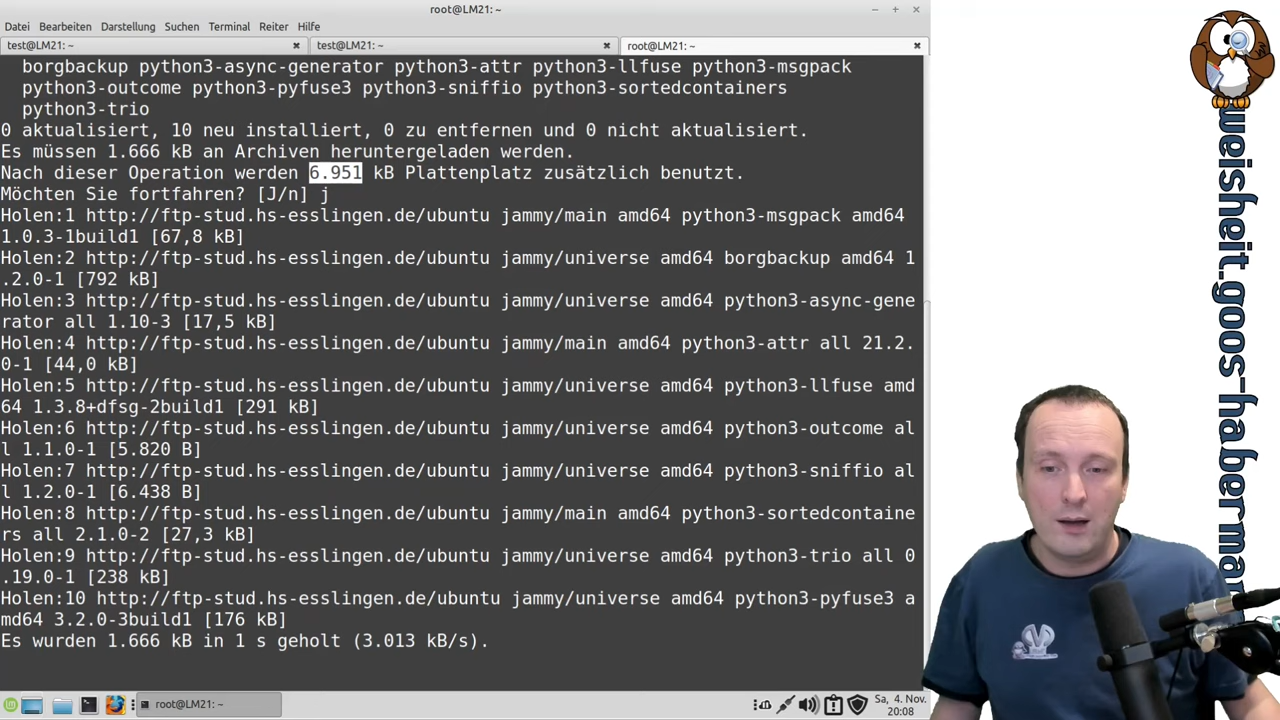 root@LM21: ~
Datei Bearbeiten Darstellung Suchen Terminal Reiter Hilfe
test@LM21: ~
test@LM21: ~
root@LM21: ~
borgbackup python3-async-generator python3-attr python3-llfuse python3-msgpack
python3-outcome python3-pyfuse3 python3-sniffio python3-sortedcontainers
python3-trio
0 aktualisiert, 10 neu installiert, 0 zu entfernen und 0 nicht aktualisiert.
Es müssen 1.666 kB an Archiven heruntergeladen werden.
Nach dieser Operation werden 6.951 kB Plattenplatz zusätzlich benutzt.
Möchten Sie fortfahren? [J/n] j
Holen:1 http://ftp-stud.hs-esslingen.de/ubuntu jammy/main amd64 python3-msgpack amd64
1.0.3-1build1 [67,8 kB]
Holen:2 http://ftp-stud.hs-esslingen.de/ubuntu jammy/universe amd64 borgbackup amd64 1
.2.0-1 [792 kB]
Holen:3 http://ftp-stud.hs-esslingen.de/ubuntu jammy/universe amd64 python3-async-gene
rator all 1.10-3 [17,5 kB]
Holen:4 http://ftp-stud.hs-esslingen.de/ubuntu jammy/main amd64 python3-attr all 21.2.
0-1 [44,0 kB]
Holen:5 http://ftp-stud.hs-esslingen.de/ubuntu jammy/universe amd64 python3-llfuse amd
64 1.3.8+dfsg-2build1 [291 kB]
Holen:6 http://ftp-stud.hs-esslingen.de/ubuntu jammy/universe amd64 python3-outcome al
l 1.1.0-1 [5.820 B]
Holen:7 http://ftp-stud.hs-esslingen.de/ubuntu jammy/universe amd64 python3-sniffio al
l 1.2.0-1 [6.438 B]
Holen:8 http://ftp-stud.hs-esslingen.de/ubuntu jammy/main amd64 python3-sortedcontaine
rs all 2.1.0-2 [27,3 kB]
Holen:9 http://ftp-stud.hs-esslingen.de/ubuntu jammy/universe amd64 python3-trio all 0
.19.0-1 [238 kB]
Holen:10 http://ftp-stud.hs-esslingen.de/ubuntu jammy/universe amd64 python3-pyfuse3 a
md64 3.2.0-3build1 [176 kB]
Es wurden 1.666 kB in 1 s geholt (3.013 kB/s).
root@LM21: ~
Sa, 4. Nov.
20:08
weisheit.goos-haberman